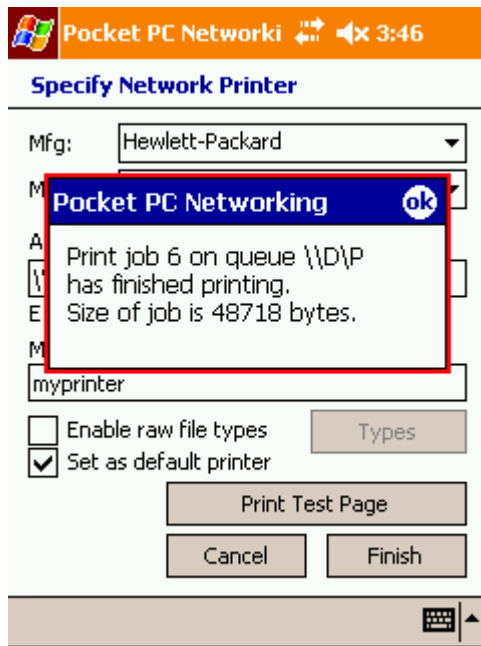 Pocket PC Networki 3:46
Specify Network Printer
Mfg: Hewlett-Packard
Pocket PC Networking ok
Print job 6 on queue \\D\P
has finished printing.
Size of job is 48718 bytes.
myprinter
Enable raw file types Types
Set as default printer
Print Test Page
Cancel Finish